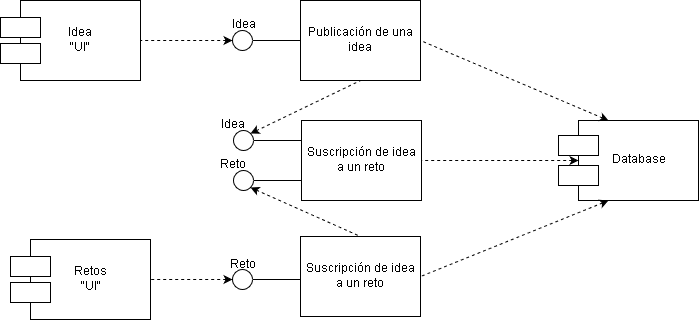 Idea
"UI"
Idea
Publicación de una
idea
Idea
Reto
Suscripción de idea
a un reto
Database
Retos
"UI"
Reto
Suscripción de idea
a un reto